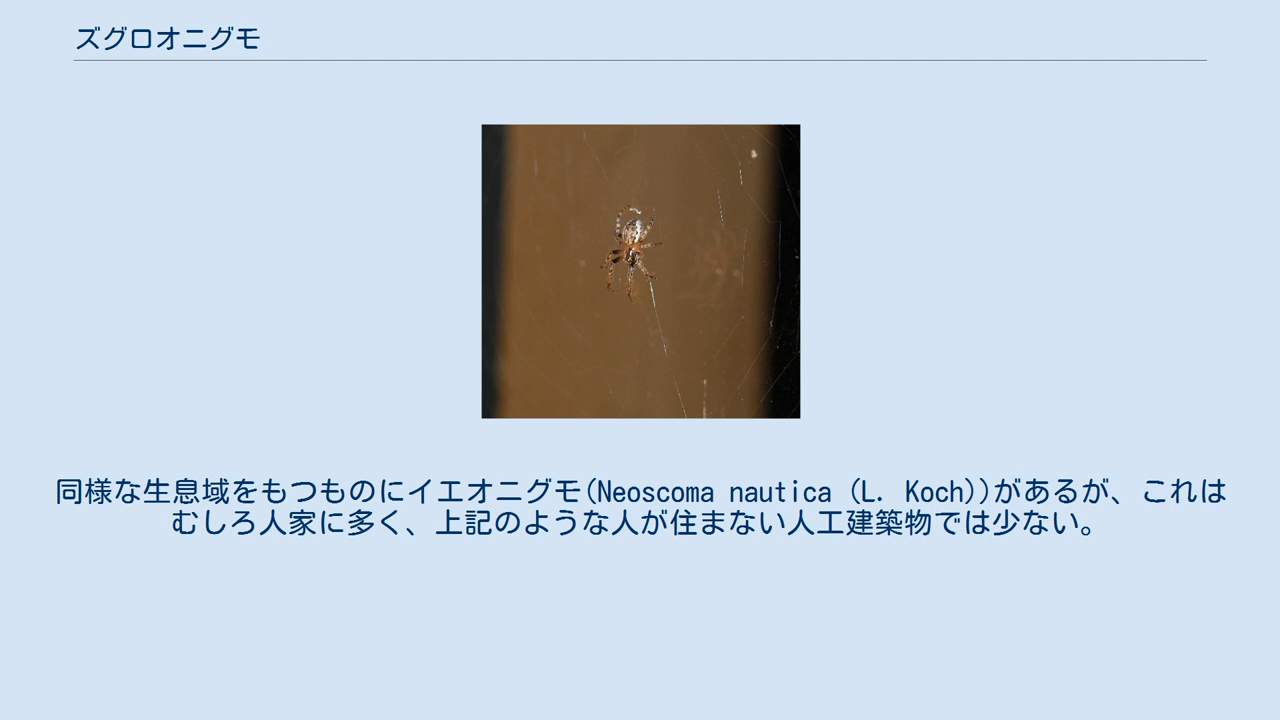 ズグロオニグモ
同様な生息域をもつものにイエオニグモ(Neoscoma nautica (L. Koch))があるが、これは
むしろ人家に多く、上記のような人が住まない人工建築物では少ない。